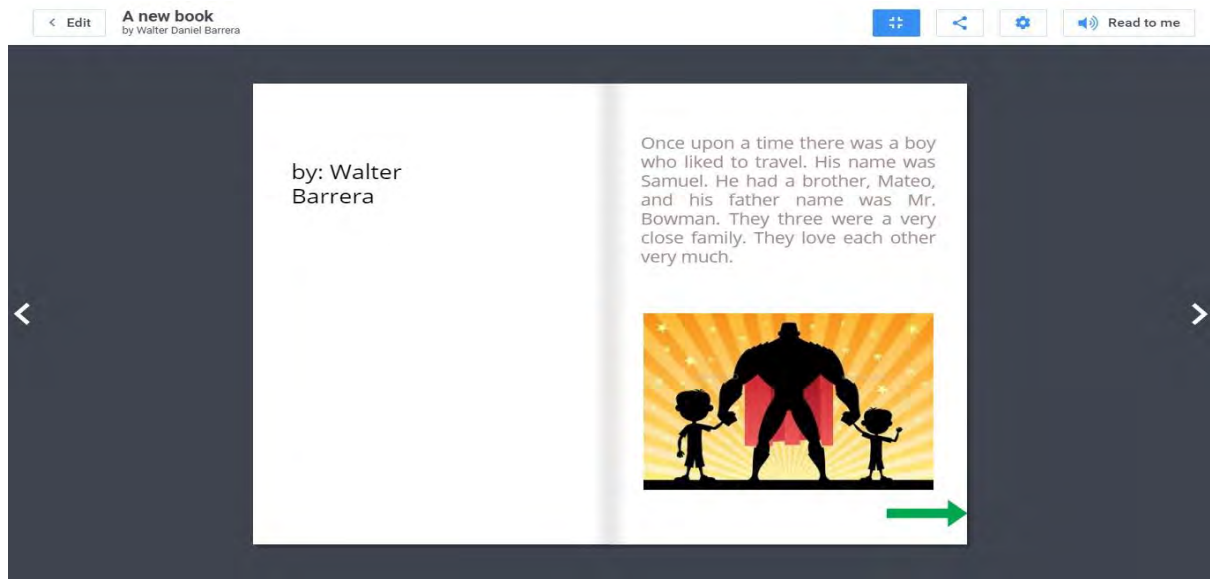 Edit
A new book
by Walter Daniel Barrera
Read to me
by: Walter
Barrera
Once upon a time there was a boy
who liked to travel. His name was
Samuel. He had a brother, Mateo,
and his father name was Mr.
Bowman. They three were a very
close family. They love each other
very much.